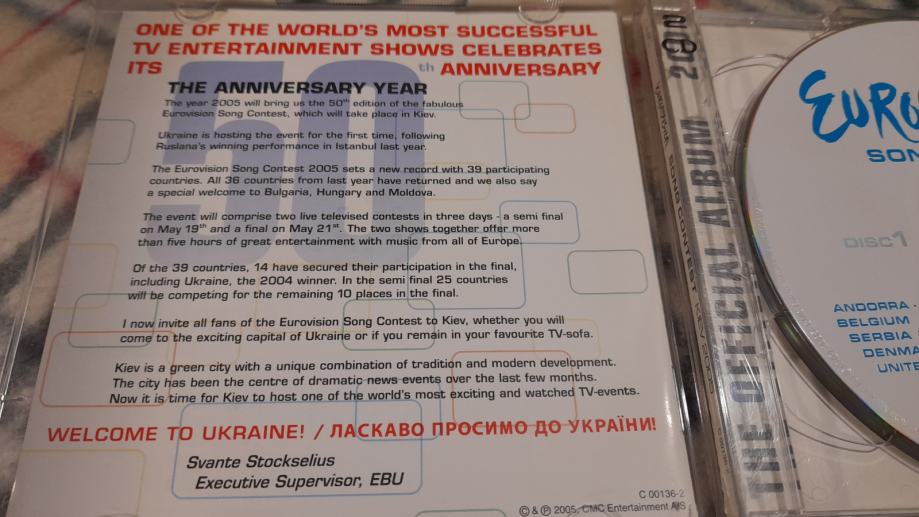 ONE OF THE WORLD'S MOST SUCCESSFUL
TV ENTERTAINMENT SHOWS CELEBRATES
ITS 50th ANNIVERSARY
THE ANNIVERSARY YEAR
The year 2005 will bring us the 50th edition of the fabulous
Eurovision Song Contest, which will take place in Kiev.
Ukraine is hosting the event for the first time, following
Ruslana's winning performance in Istanbul last year.
The Eurovision Song Contest 2005 sets a new record with 39 participating
countries. All 36 countries from last year have returned and we also say
a special welcome to Bulgaria, Hungary and Moldova.
The event will comprise two live televised contests in three days - a semi final
on May 19th and a final on May 21st. The two shows together offer more
than five hours of great entertainment with music from all of Europe.
Of the 39 countries, 14 have secured their participation in the final,
including Ukraine, the 2004 winner. In the semi final 25 countries
will be competing for the remaining 10 places in the final.
I now invite all fans of the Eurovision Song Contest to Kiev, whether you will
come to the exciting capital of Ukraine or if you remain in your favourite TV-sofa.
Kiev is a green city with a unique combination of tradition and modern development.
The city has been the centre of dramatic news events over the last few months.
Now it is time for Kiev to host one of the world's most exciting and watched TV-events.
WELCOME TO UKRAINE! / ЛАСКАВО ПРОСИМО ДО УКРАЇНИ!
Svante Stockselius
Executive Supervisor, EBU
C 00136-2
© & ℗ 2005, CMC Entertainment A/S
THE OFFICIAL ALBUM
SONG CONTEST KIEV 2005
EURO
SON
DISC 1
ANDORRA
BELGIUM
SERBIA
DENMA
UNITE